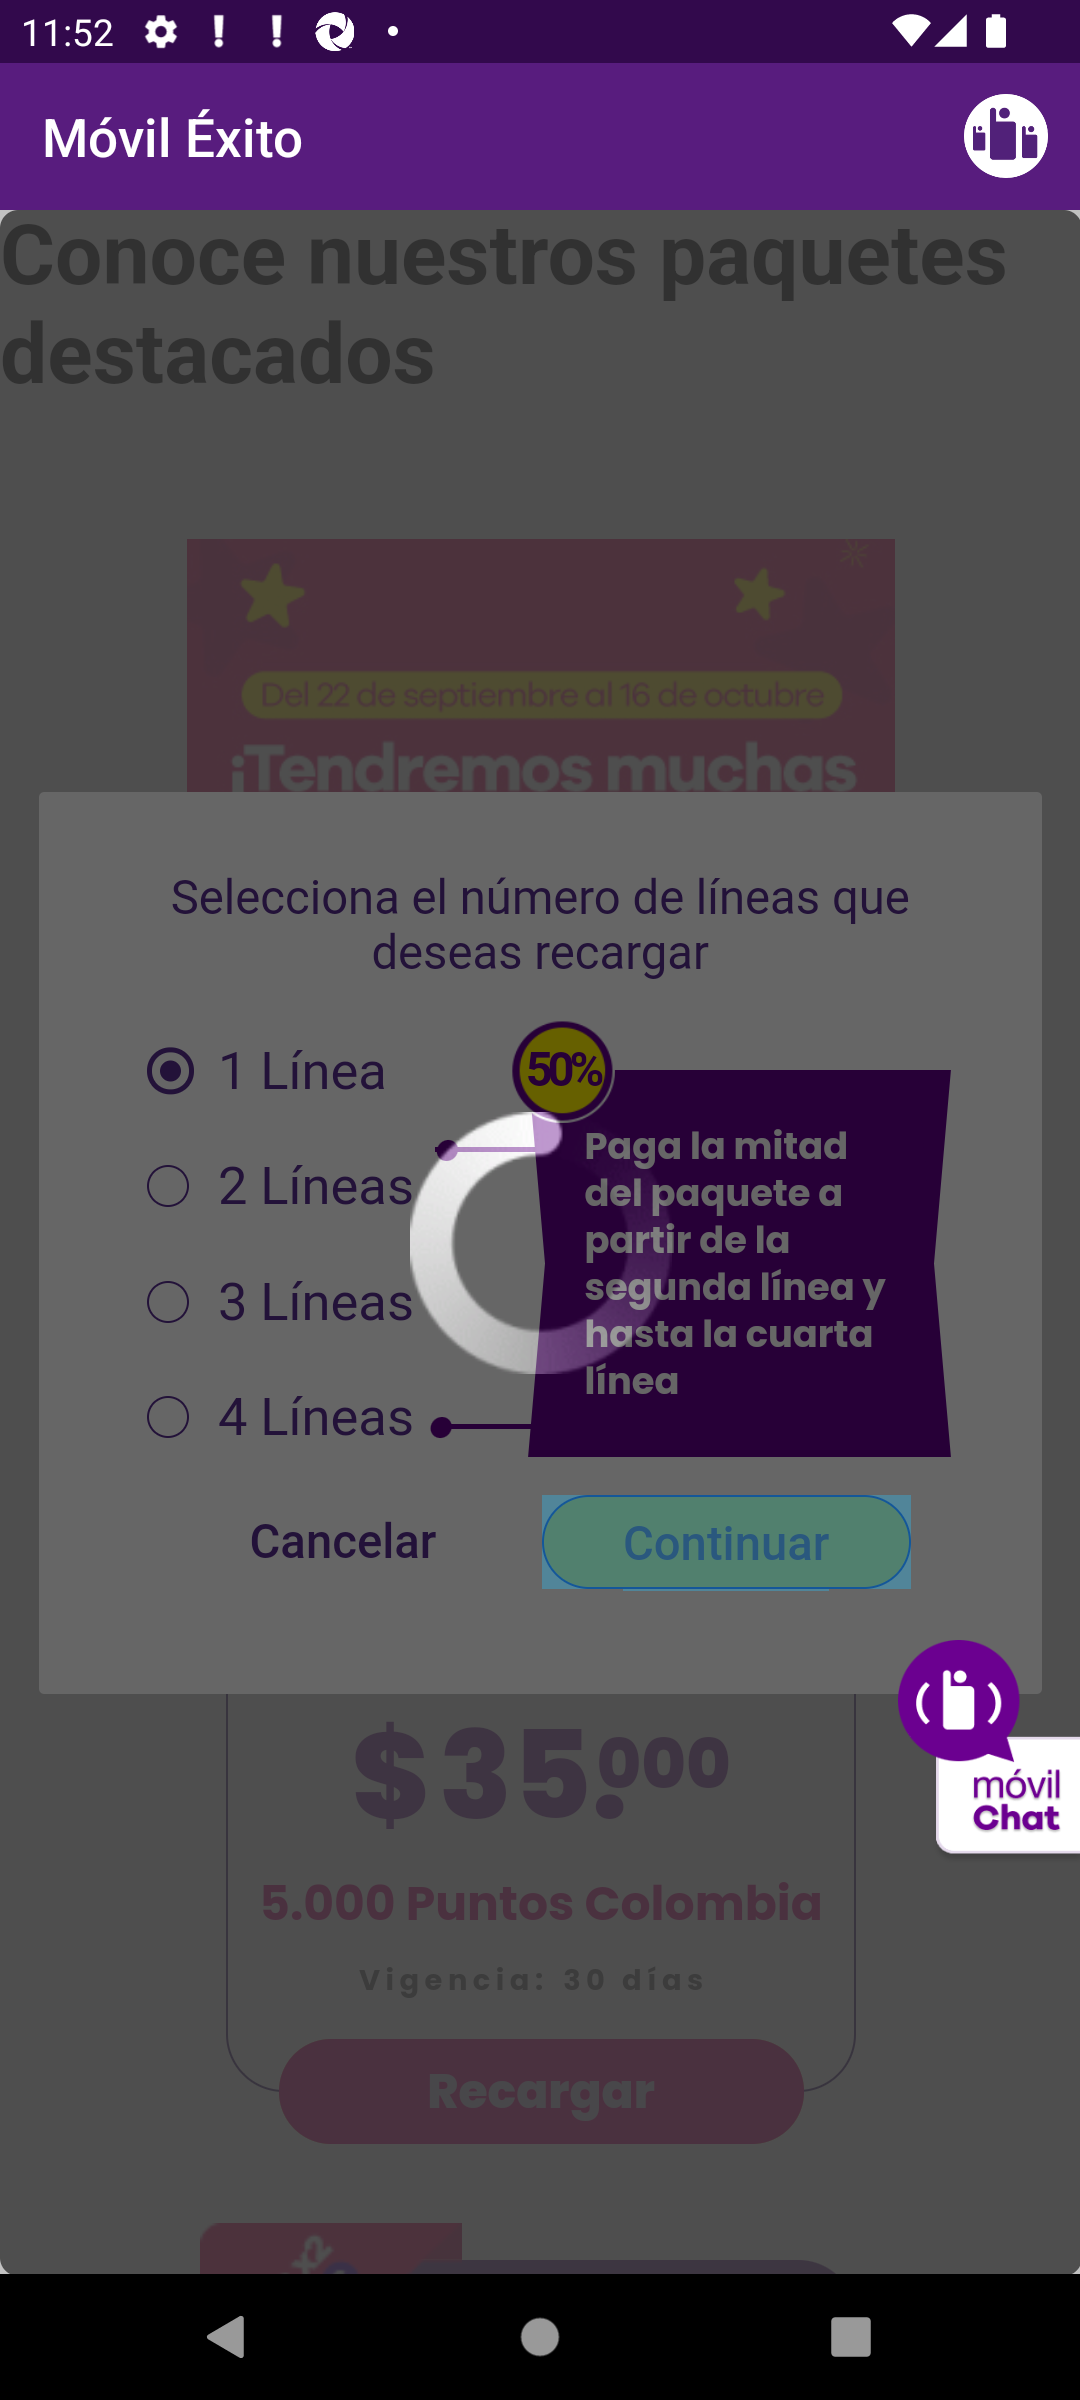 11:52
Móvil Éxito
Conoce nuestros paquetes
destacados
Del 22 de septiembre al 16 de octubre
¡Tendremos muchas
Selecciona el número de líneas que
deseas recargar
1 Línea
2 Líneas
3 Líneas
4 Líneas
50%
Paga la mitad
del paquete a
partir de la
segunda línea y
hasta la cuarta
línea
Cancelar
Continuar
móvil
Chat
$35.000
5.000 Puntos Colombia
Vigencia: 30 días
Recargar